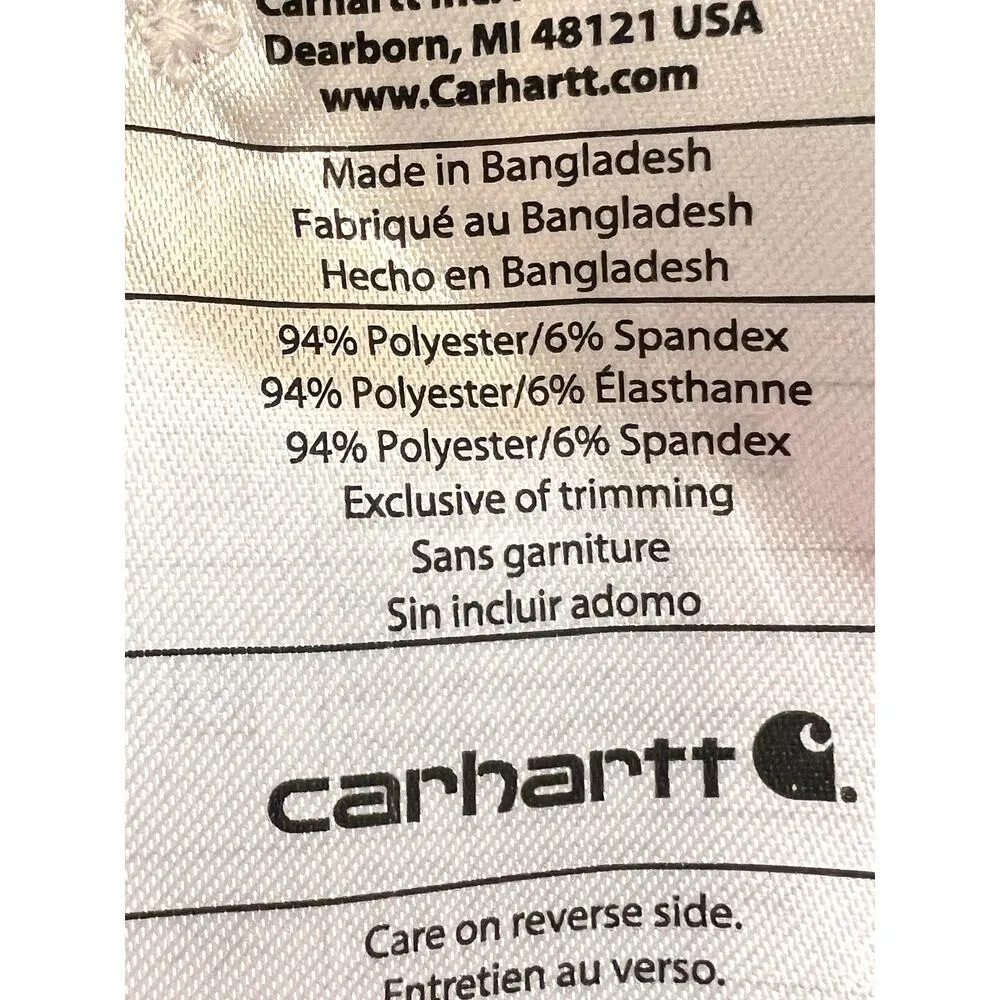 Carhartt Inc.
Dearborn, MI 48121 USA
www.Carhartt.com
Made in Bangladesh
Fabriqué au Bangladesh
Hecho en Bangladesh
94% Polyester/6% Spandex
94% Polyester/6% Élasthanne
94% Polyester/6% Spandex
Exclusive of trimming
Sans garniture
Sin incluir adomo
carhartt
Care on reverse side.
Entretien au verso.